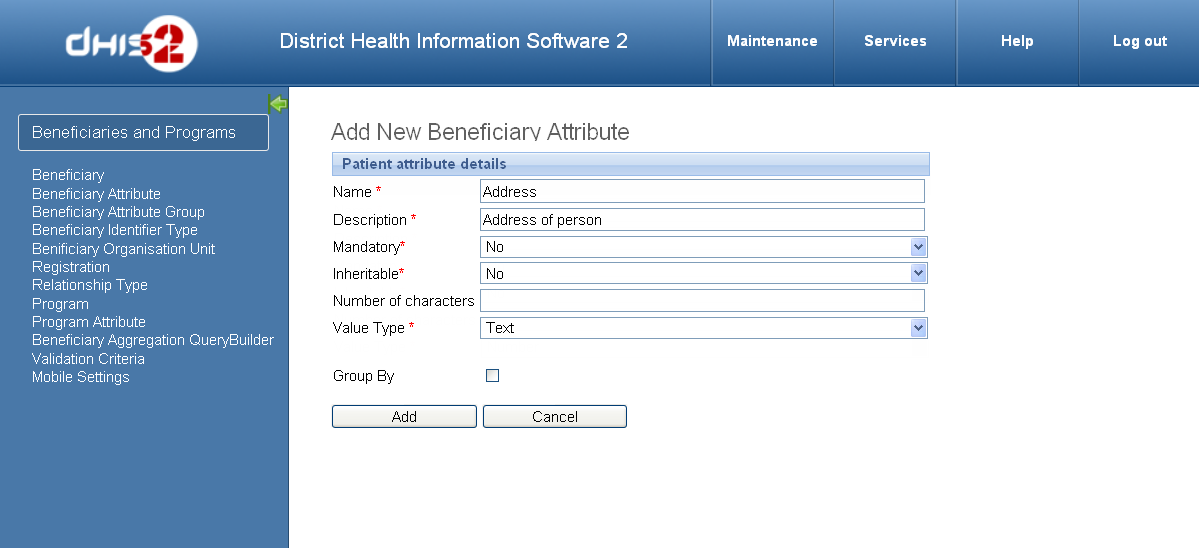 dHIS2
District Health Information Software 2
Maintenance
Services
Help
Log out
Beneficiaries and Programs
Beneficiary
Beneficiary Attribute
Beneficiary Attribute Group
Beneficiary Identifier Type
Benificiary Organisation Unit
Registration
Relationship Type
Program
Program Attribute
Beneficiary Aggregation QueryBuilder
Validation Criteria
Mobile Settings
Add New Beneficiary Attribute
Patient attribute details
Name * Address
Description * Address of person
Mandatory* No
Inheritable* No
Number of characters
Value Type * Text
Group By
Add Cancel